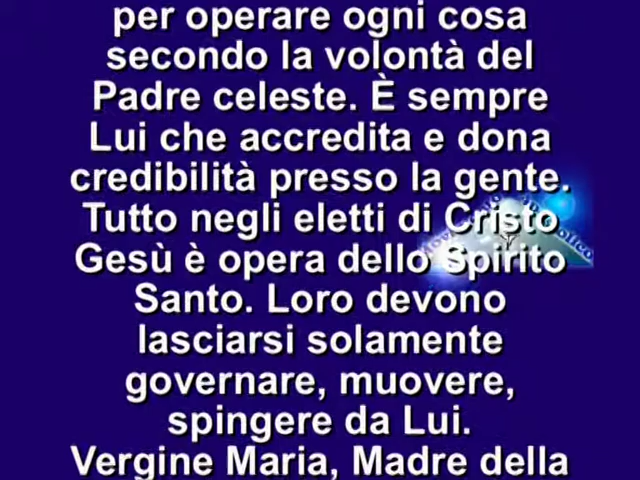 per operare ogni cosa
secondo la volontà del
Padre celeste. È sempre
Lui che accredita e dona
credibilità presso la gente.
Tutto negli eletti di Cristo
Gesù è opera dello Spirito
Santo. Loro devono
lasciarsi solamente
governare, muovere,
spingere da Lui.
Vergine Maria, Madre della